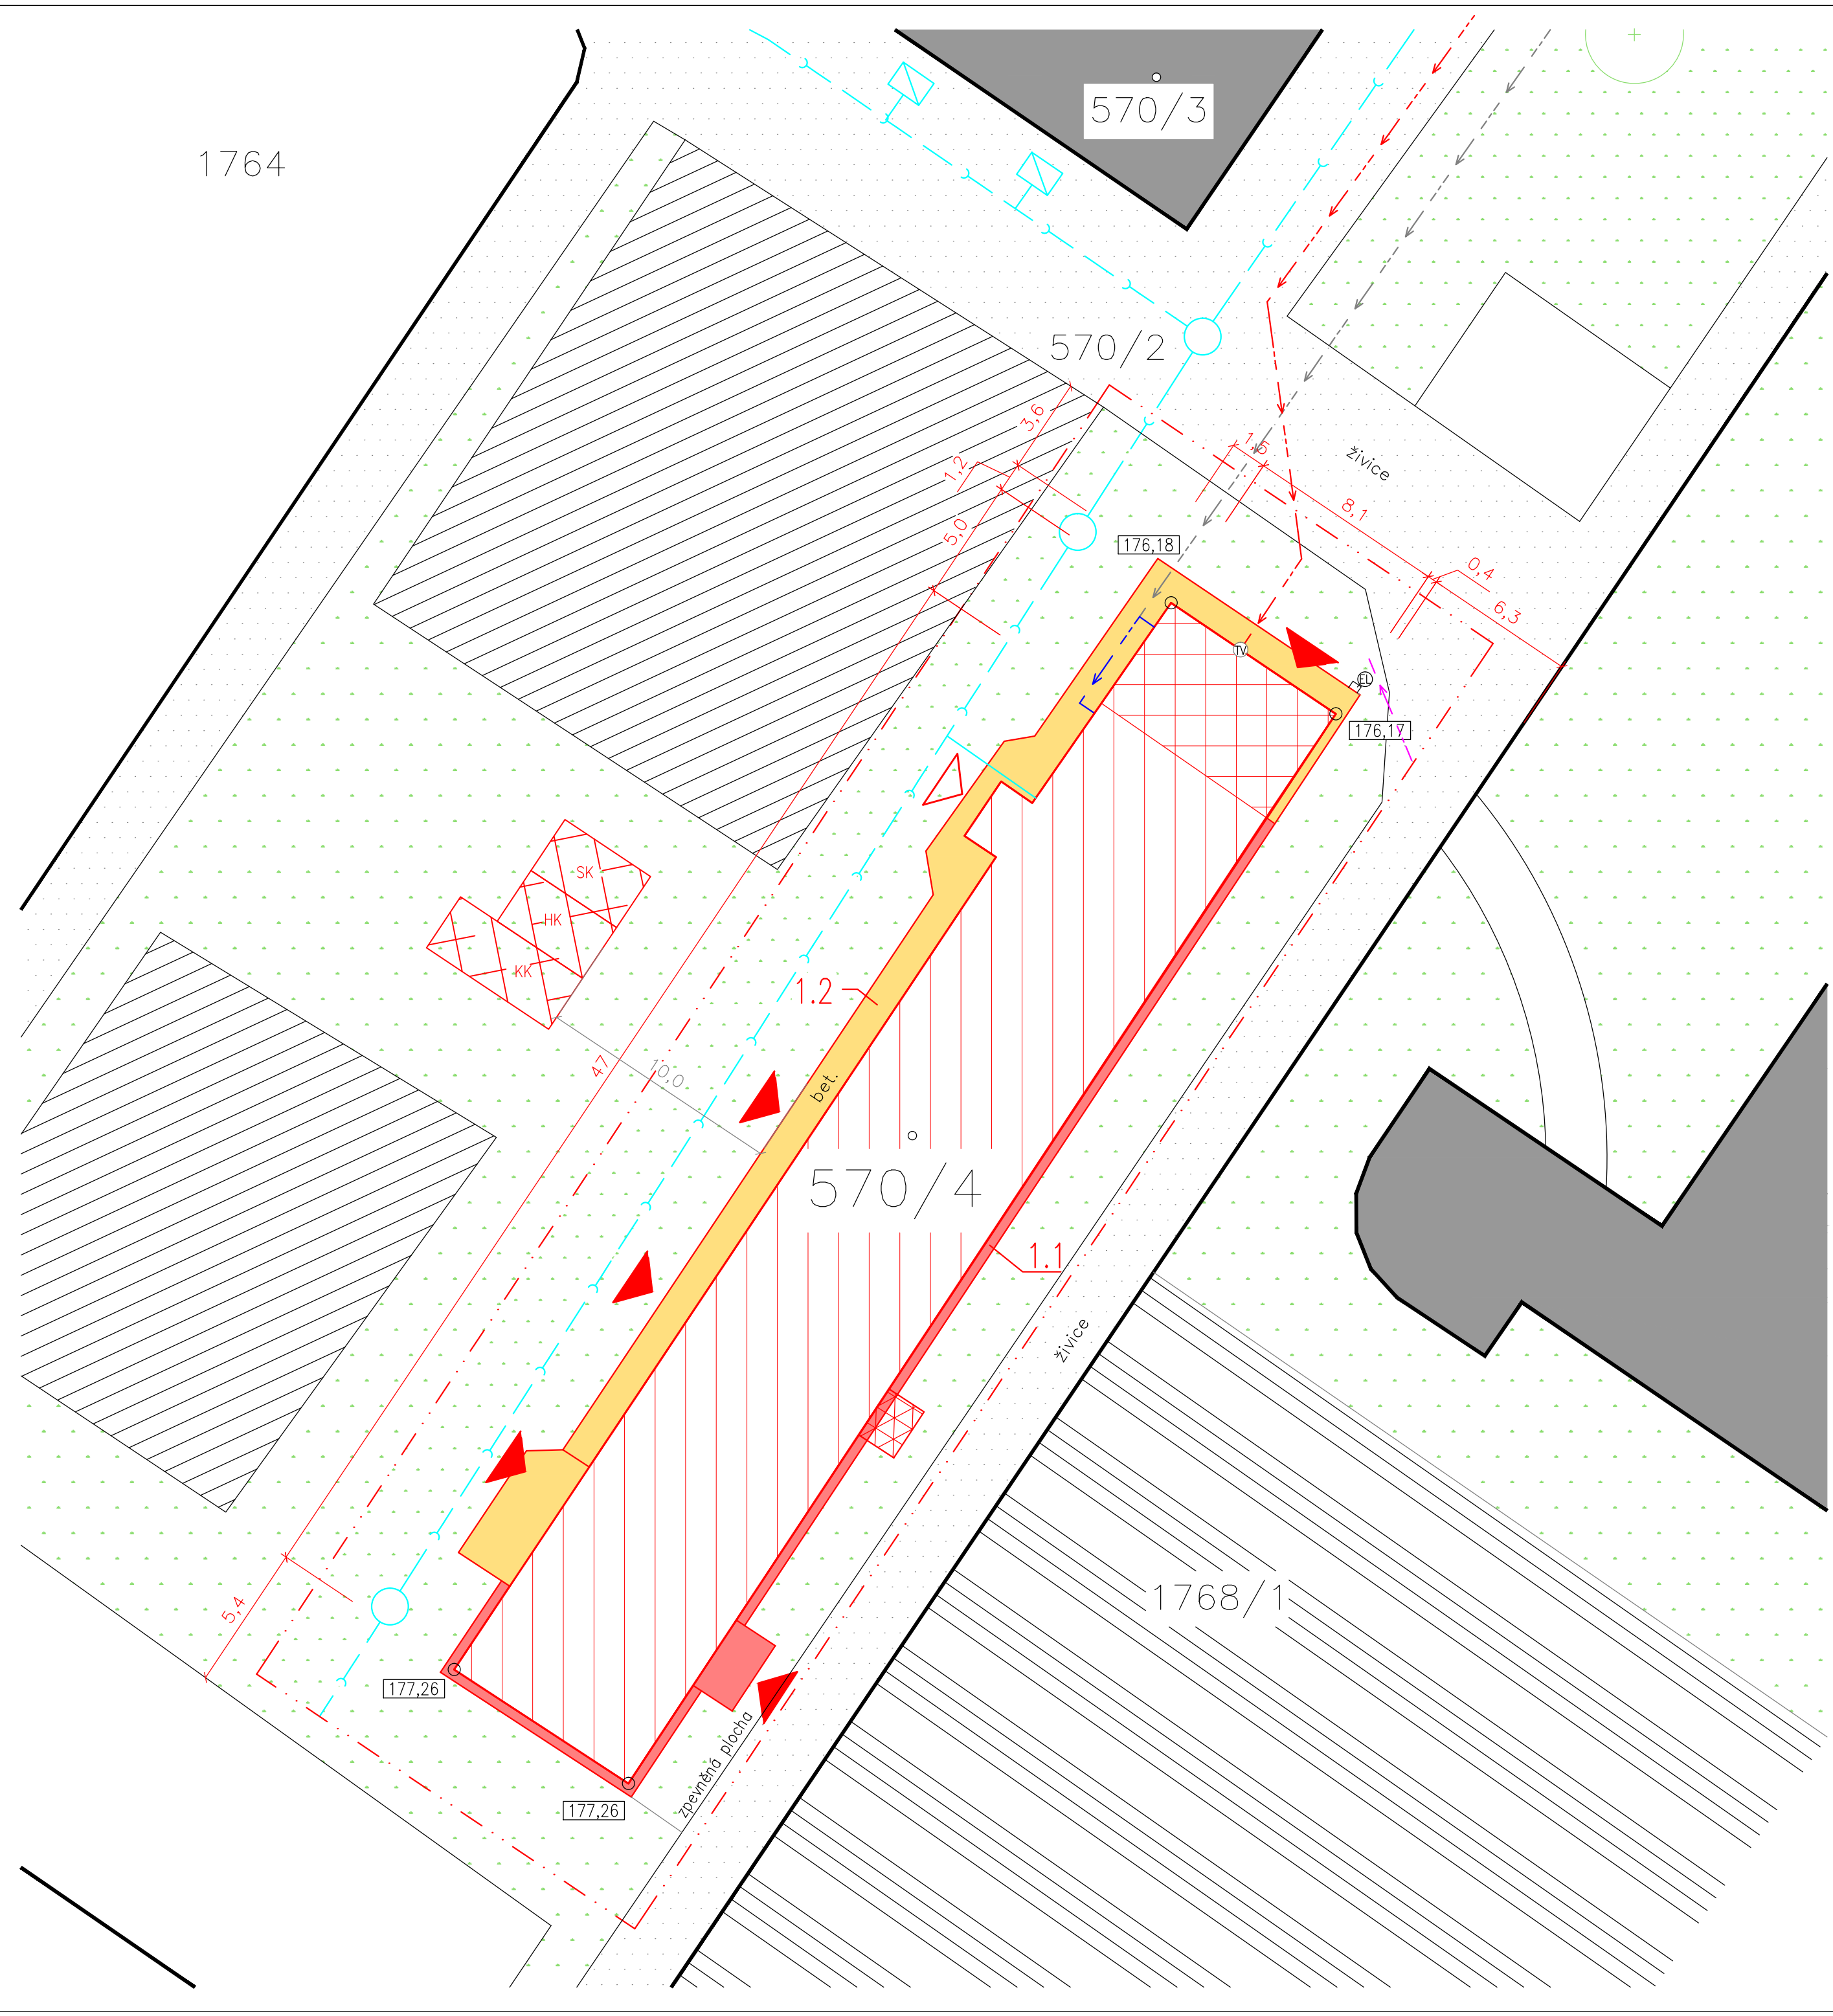 570/3
1764
570/2
3,6
1,2
1,5
živice
8,1
5,0
176,18
0,4
6,3
TV
EL
176,17
SK
HK
KK
1.2
47
10,0
bet.
570/4
1.1
živice
1768/1
5,4
177,26
zpevněná plocha
177,26